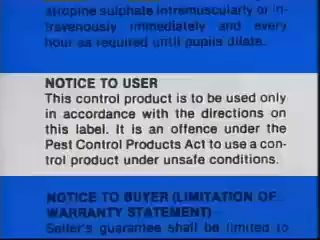 atropine sulphate intramuscularly or in-
travenously immediately and every
hour as required until pupils dilate.
NOTICE TO USER
This control product is to be used only
in accordance with the directions on
this label. It is an offence under the
Pest Control Products Act to use a con-
trol product under unsafe conditions.
NOTICE TO BUYER (LIMITATION OF
WARRANTY STATEMENT)
Seller's guarantee shall be limited to